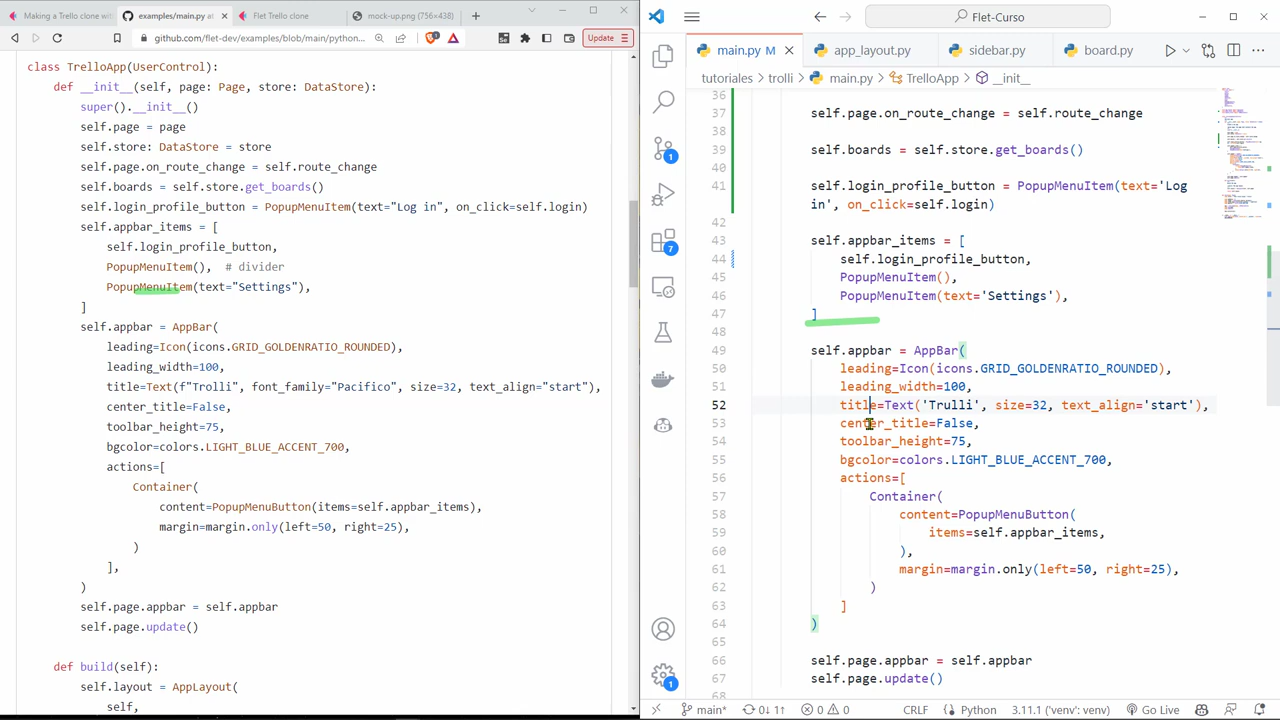 Making a Trello with
examples/main.py at
Trello clone
mock-up.png (756×438)
Flet-Curso
github.com/flet-dev/examples/blob/main/python...
Update
main.py M
app_layout.py
sidebar.py
board.py
tutoriales > trolli > main.py > TrelloApp > __init__
class TrelloApp(UserControl):
def __init__(self, page: Page, store: DataStore):
super().__init__()
self.page = page
self.store: DataStore = store
self.page.on_route_change = self.route_change
self.boards = self.store.get_boards()
self.login_profile_button = PopupMenuItem(text="Log in", on_click=self.login)
self.appbar_items = [
self.login_profile_button,
PopupMenuItem(), # divider
PopupMenuItem(text="Settings"),
]
self.appbar = AppBar(
leading=Icon(icons.GRID_GOLDENRATIO_ROUNDED),
leading_width=100,
title=Text(f"Trolli", font_family="Pacifico", size=32, text_align="start"),
center_title=False,
toolbar_height=75,
bgcolor=colors.LIGHT_BLUE_ACCENT_700,
actions=[
Container(
content=PopupMenuButton(items=self.appbar_items),
margin=margin.only(left=50, right=25),
)
],
)
self.page.appbar = self.appbar
self.page.update()
def build(self):
self.layout = AppLayout(
self,
36
37 self.page.on_route_change = self.route_change
38
39 self.boards = self.store.get_boards()
40
41 self.login_profile_button = PopupMenuItem(text='Log
in', on_click=self.login)
42
43 self.appbar_items = [
44 self.login_profile_button,
45 PopupMenuItem(),
46 PopupMenuItem(text='Settings'),
47 ]
48
49 self.appbar = AppBar(
50 leading=Icon(icons.GRID_GOLDENRATIO_ROUNDED),
51 leading_width=100,
52 title=Text('Trulli', size=32, text_align='start'),
53 center_title=False,
54 toolbar_height=75,
55 bgcolor=colors.LIGHT_BLUE_ACCENT_700,
56 actions=[
57 Container(
58 content=PopupMenuButton(
59 items=self.appbar_items,
60 ),
61 margin=margin.only(left=50, right=25),
62 )
63 ]
64 )
65
66 self.page.appbar = self.appbar
67 self.page.update()
68
1
7
1
main* 0↓ 1↑ 0 0 Python 3.11.1 ('venv': venv) Go Live